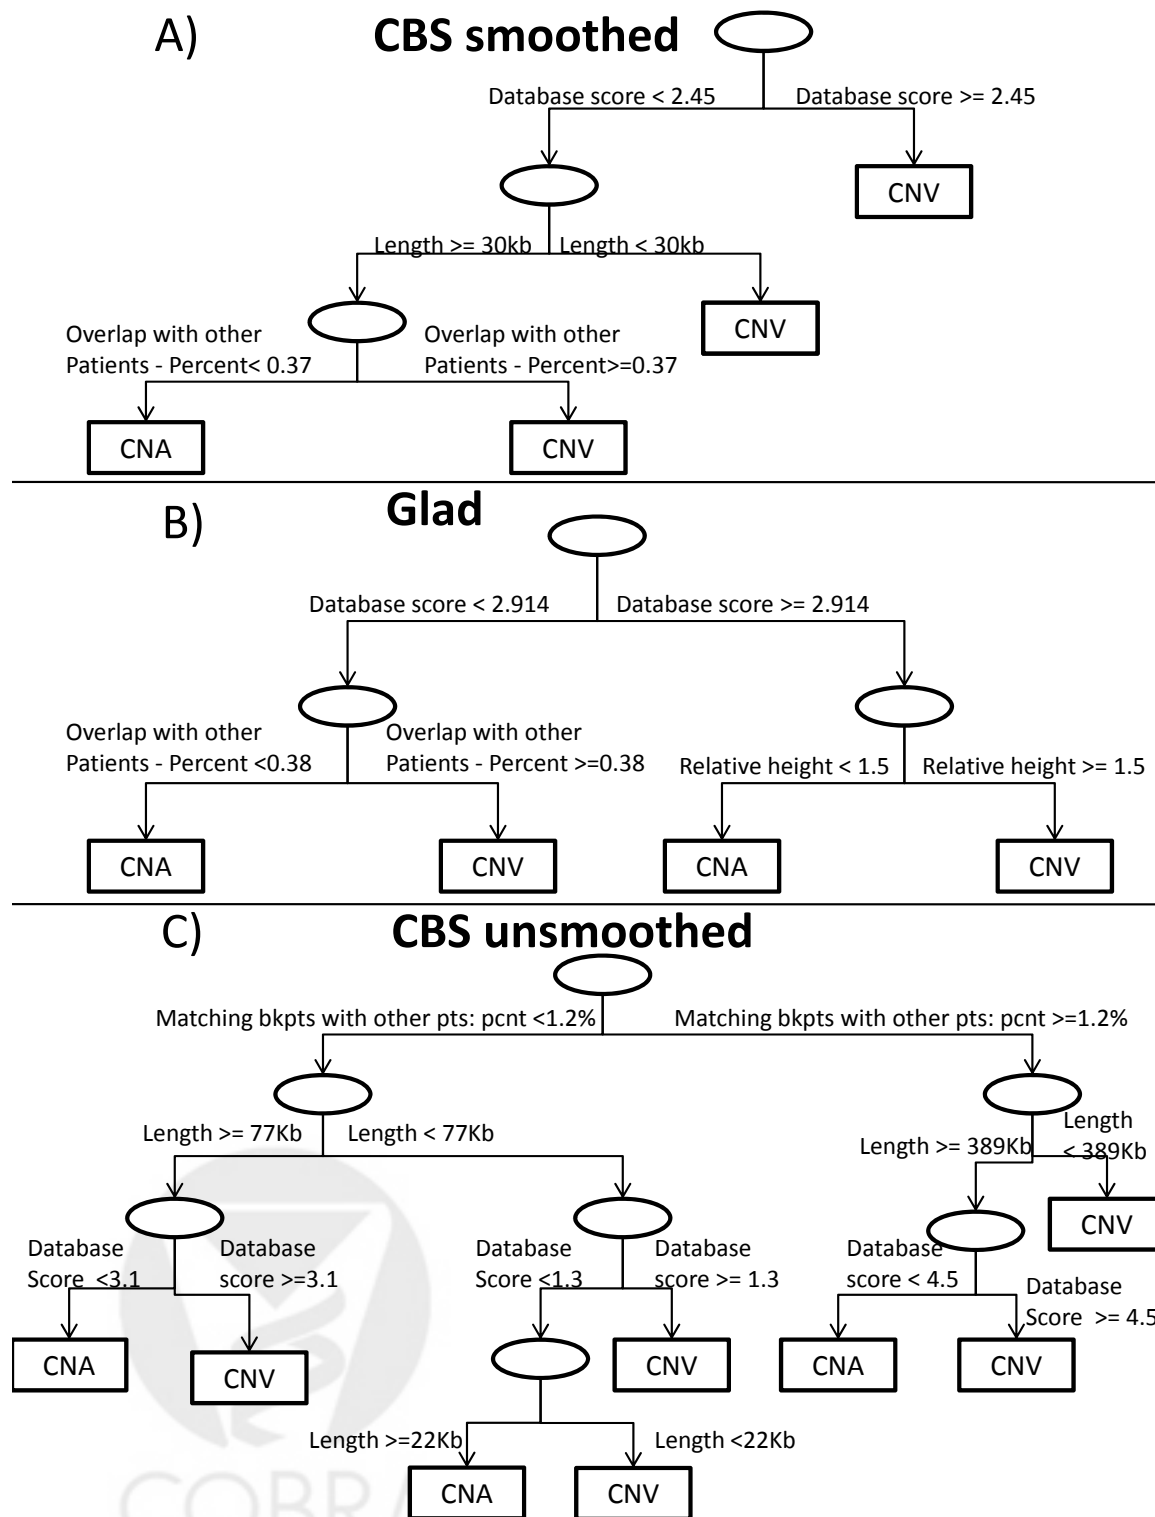 A)
CBS smoothed
Database score < 2.45
Database score >= 2.45
CNV
Length >= 30kb
Length < 30kb
CNV
Overlap with other
Patients - Percent< 0.37
Overlap with other
Patients - Percent>=0.37
CNA
CNV
B)
Glad
Database score < 2.914
Database score >= 2.914
Overlap with other
Patients - Percent <0.38
Overlap with other
Patients - Percent >=0.38
Relative height < 1.5
Relative height >= 1.5
CNA
CNV
CNA
CNV
C)
CBS unsmoothed
Matching bkpts with other pts: pcnt <1.2%
Matching bkpts with other pts: pcnt >=1.2%
Length >= 77Kb
Length < 77Kb
Length >= 389Kb
Length
< 389Kb
CNV
Database
Score <3.1
Database
score >=3.1
Database
Score<1.3
Database
score >= 1.3
Database
score < 4.5
Database
Score >= 4.5
CNA
CNV
CNV
CNA
CNV
Length >=22Kb
Length <22Kb
CNA
CNV
COBRA